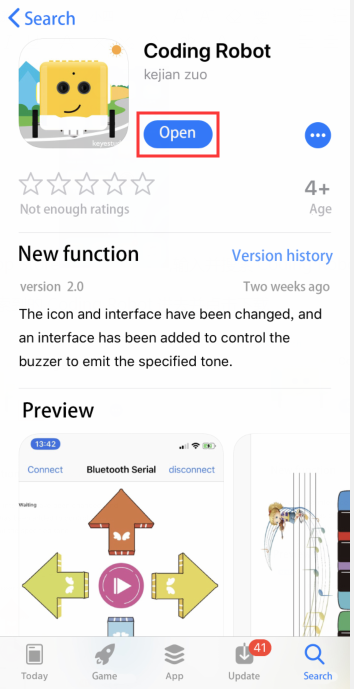 Search
Coding Robot
kejian zuo
keyestu
Open
Not enough ratings
4+
Age
New function
Version history
version 2.0
Two weeks ago
The icon and interface have been changed, and
an interface has been added to control the
buzzer to emit the specified tone.
Preview
13:42
Connect
Bluetooth Serial
disconnect
Waiting
41
Today
Game
App
Update
Search